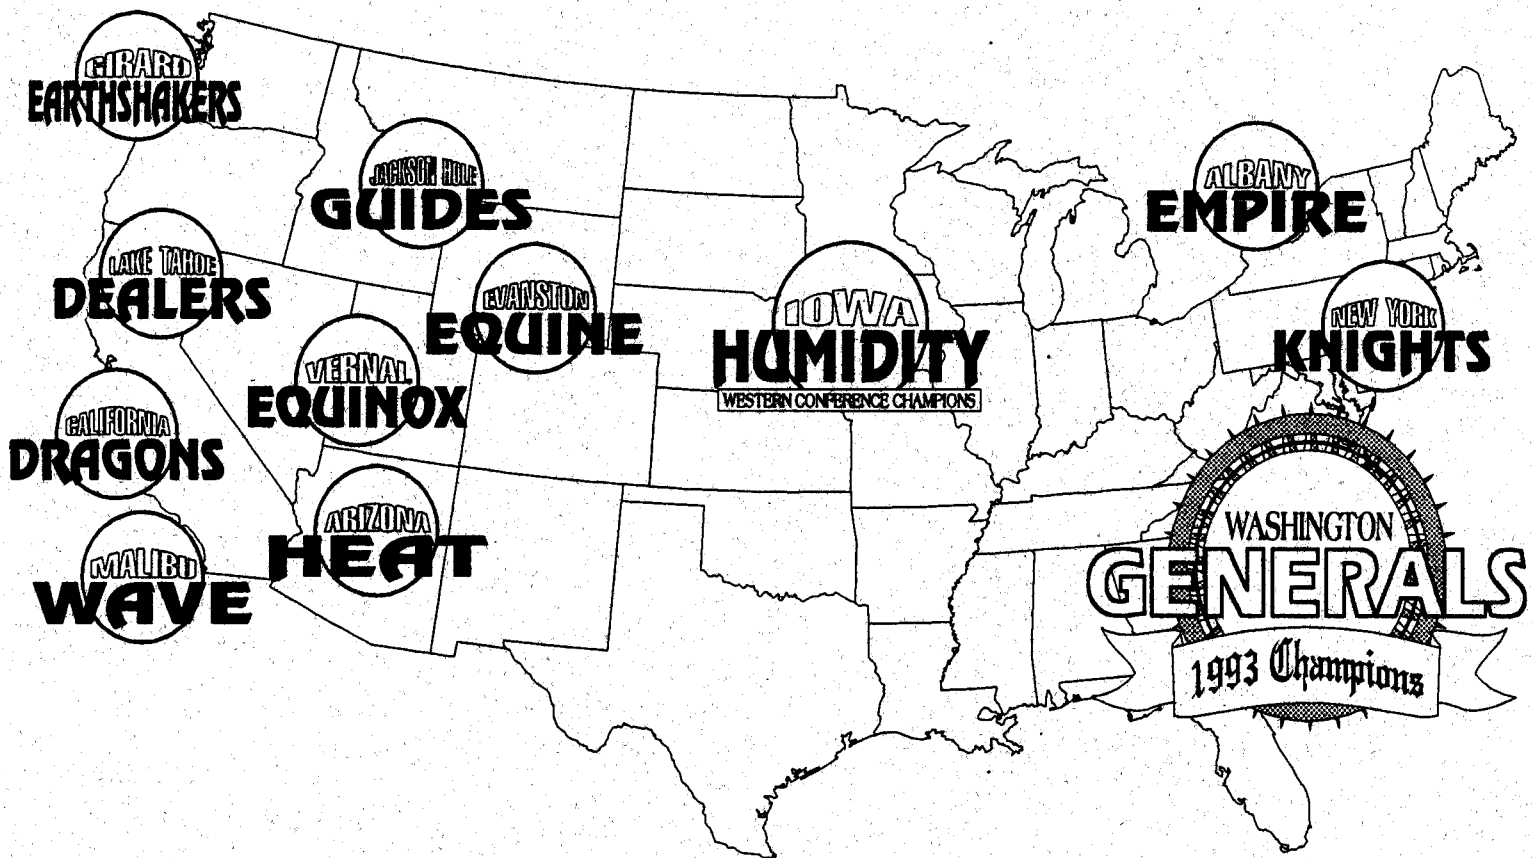 GIRARD
EARTHSHAKERS
JACKSON HOLE
GUIDES
ALBANY
EMPIRE
LAKE TAHOE
DEALERS
EVANSTON
EQUINE
IOWA
HUMIDITY
WESTERN CONFERENCE CHAMPIONS
NEW YORK
KNIGHTS
VERNAL
EQUINOX
CALIFORNIA
DRAGONS
ARIZONA
HEAT
MALIBU
WAVE
WASHINGTON
GENERALS
1993 Champions